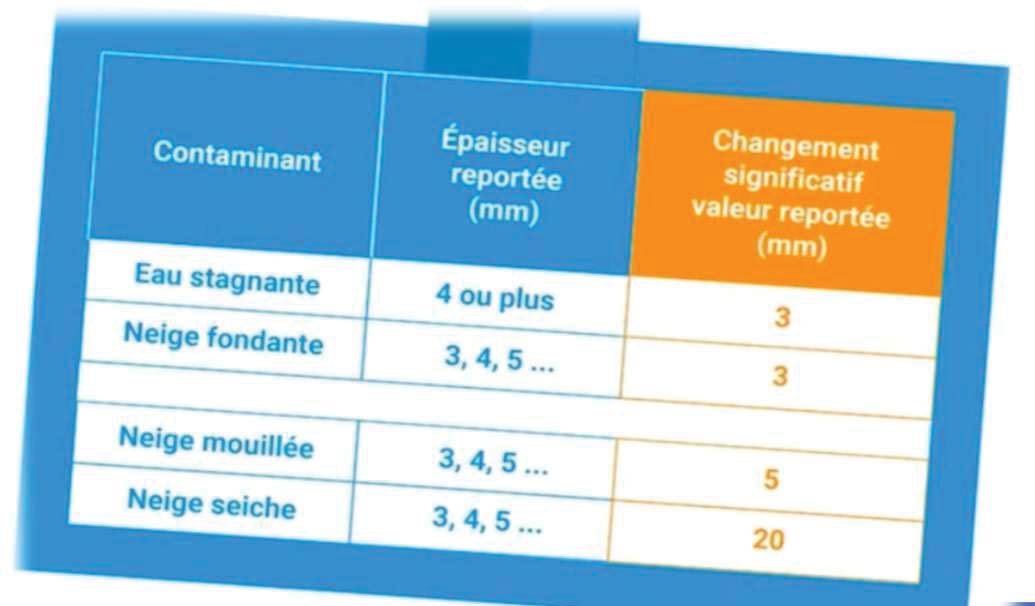 Contaminant
Épaisseur
reportée
(mm)
Changement
significatif
valeur reportée
(mm)
Eau stagnante
4 ou plus
3
Neige fondante
3, 4, 5 ...
3
Neige mouillée
3, 4, 5 ...
5
Neige seiche
3, 4, 5 ...
20